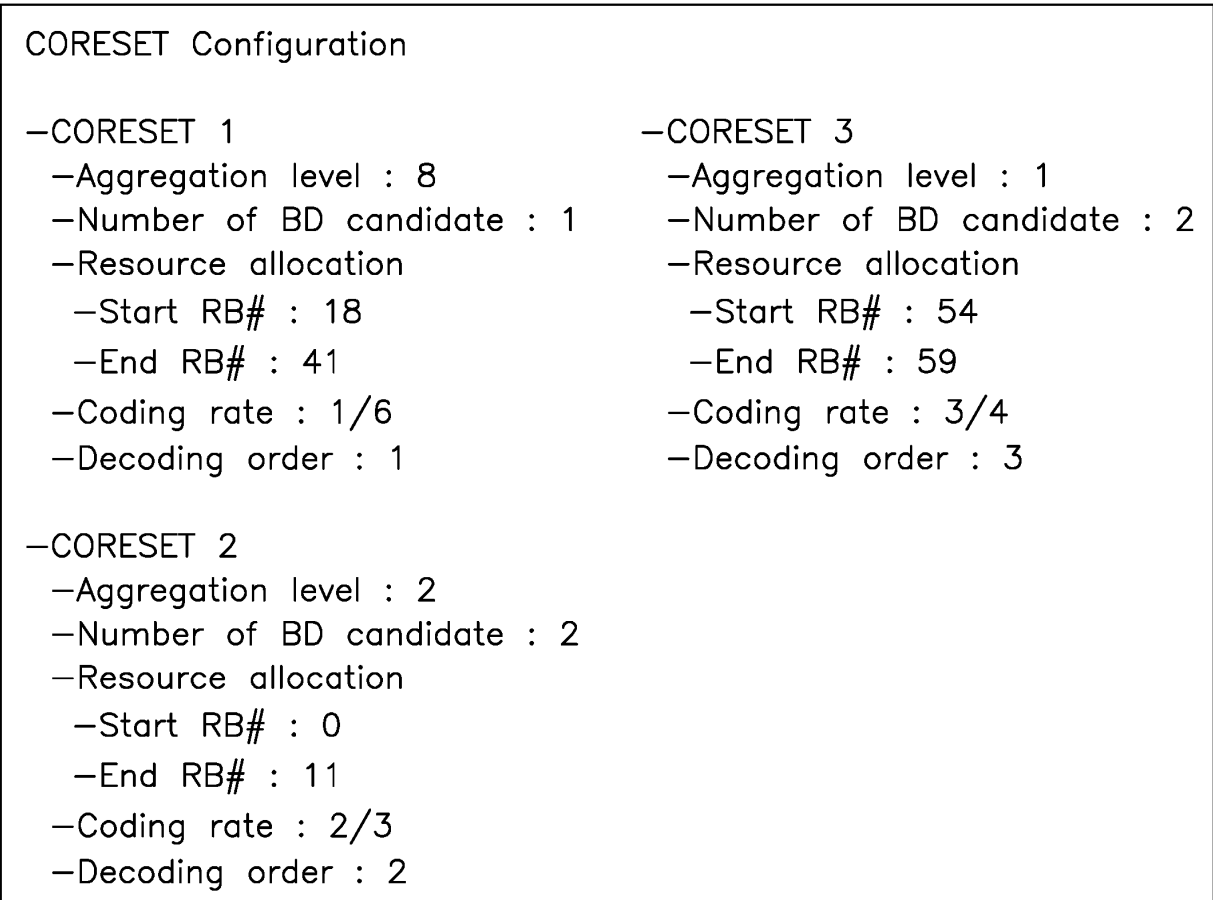 CORESET Configuration
-CORESET 1
-Aggregation level : 8
-Number of BD candidate : 1
-Resource allocation
-Start RB# : 18
-End RB# : 41
-Coding rate : 1/6
-Decoding order : 1
-CORESET 2
-Aggregation level : 2
-Number of BD candidate : 2
-Resource allocation
-Start RB# : 0
-End RB# : 11
-Coding rate : 2/3
-Decoding order : 2
-CORESET 3
-Aggregation level : 1
-Number of BD candidate : 2
-Resource allocation
-Start RB# : 54
-End RB# : 59
-Coding rate : 3/4
-Decoding order : 3